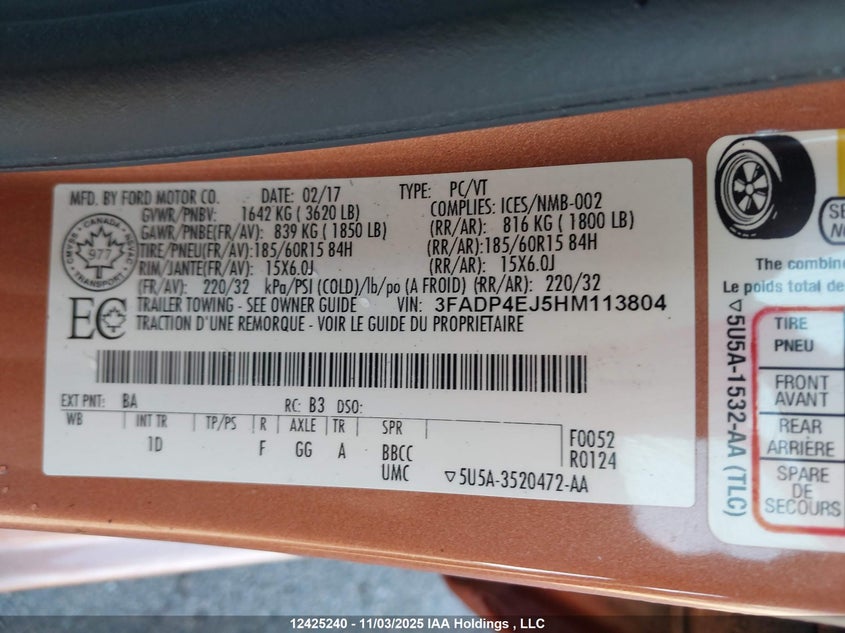 MFD. BY FORD MOTOR CO. DATE: 02/17 TYPE: PC/VT
GVWR/PNBV: 1642 KG ( 3620 LB) COMPLIES: ICES/NMB-002
GAWR/PNBE(FR/AV): 839 KG ( 1850 LB) (RR/AR): 816 KG ( 1800 LB)
TIRE/PNEU(FR/AV): 185/60R15 84H (RR/AR): 185/60R15 84H
RIM/JANTE(FR/AV): 15X6.0J (RR/AR): 15X6.0J
(FR/AV): 220/32 kPa/PSI (COLD)/lb/po (A FROID) (RR/AR): 220/32
TRAILER TOWING - SEE OWNER GUIDE VIN: 3FADP4EJ5HM113804
TRACTION D'UNE REMORQUE - VOIR LE GUIDE DU PROPRIETAIRE
CANADA
977
TRANSPORT
EC
EXT PNT: BA RC: B3 DSO:
WB INT TR TP/PS R AXLE TR SPR
1D F GG A BBCC
UMC
F0052
R0124
▽5U5A-3520472-AA
▽5U5A-1532-AA (TLC)
The combine
Le poids total de
TIRE
PNEU
FRONT
AVANT
REAR
ARRIÈRE
SPARE
DE
SECOURS
12425240 - 11/03/2025 IAA Holdings , LLC